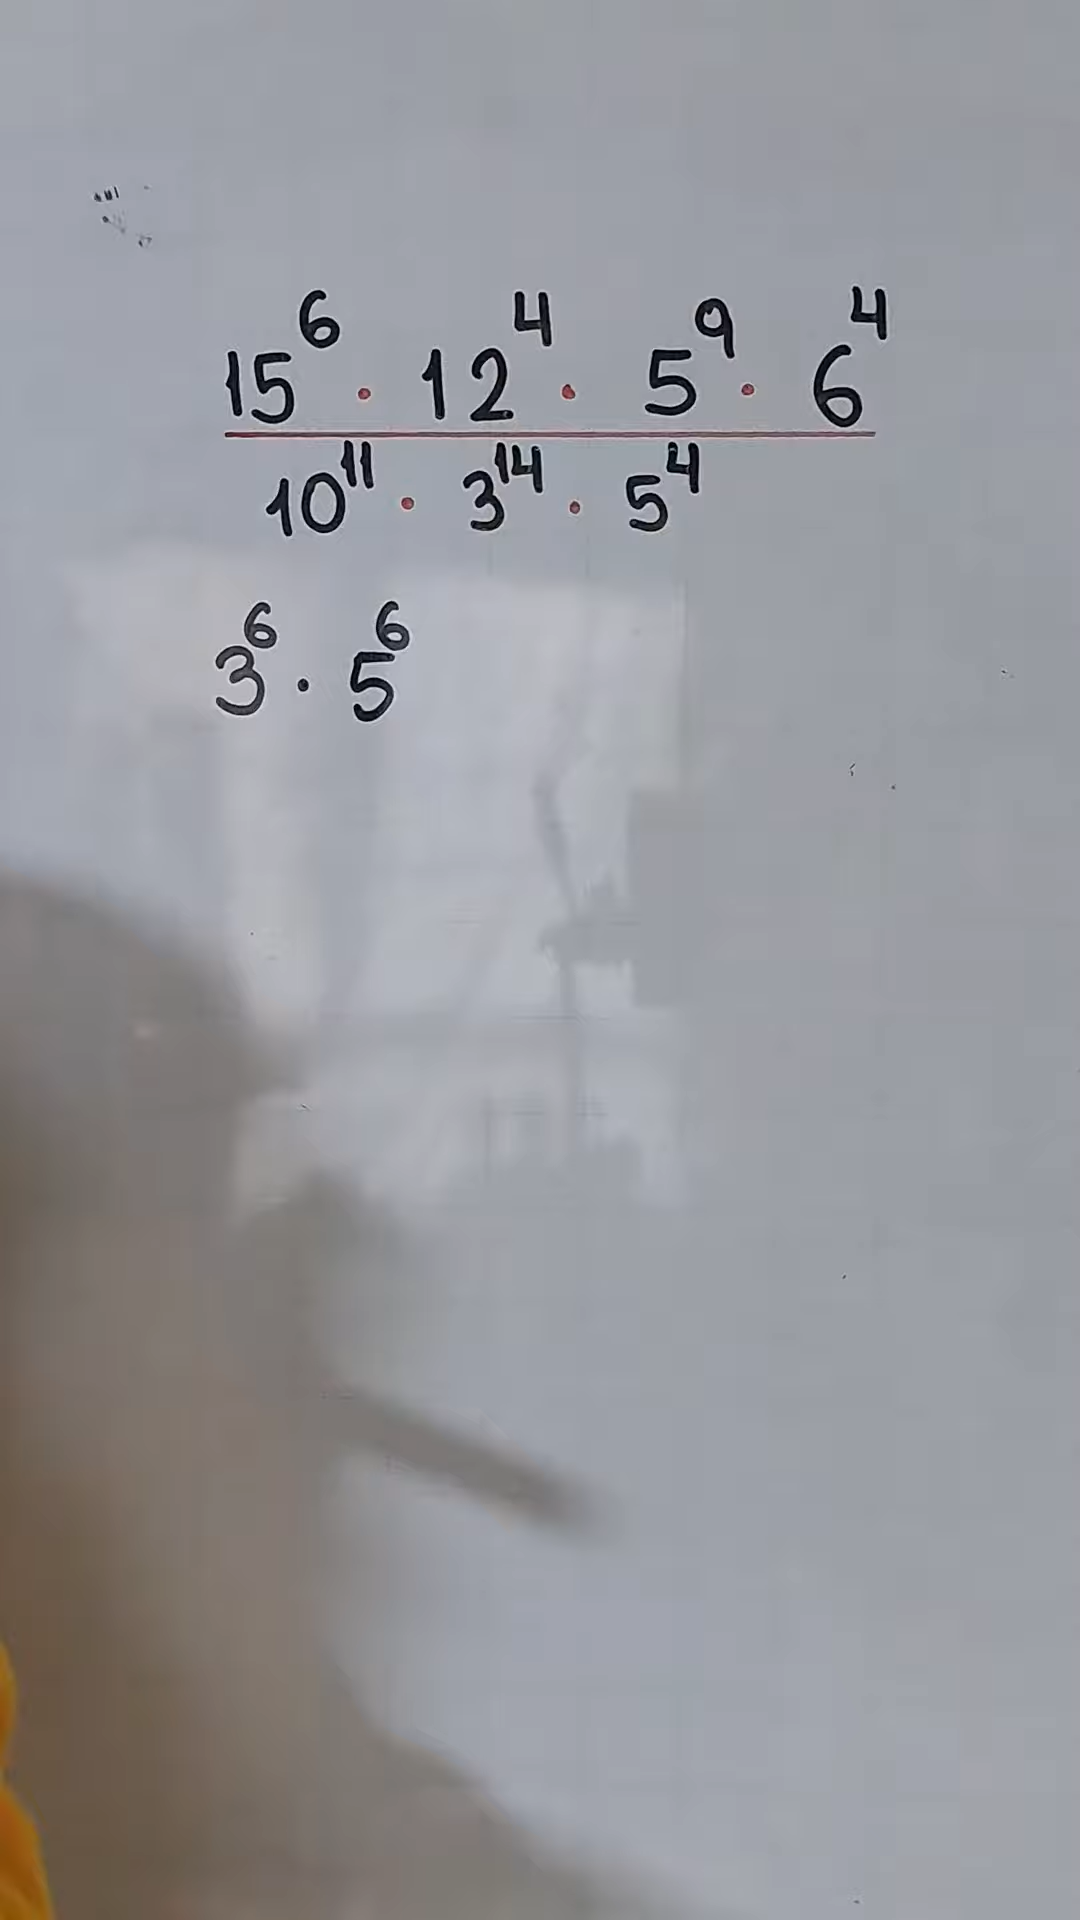 15⁶ · 12⁴ · 5⁹ · 6⁴
10¹¹ · 3¹⁴ · 5⁴
3⁶ · 5⁶